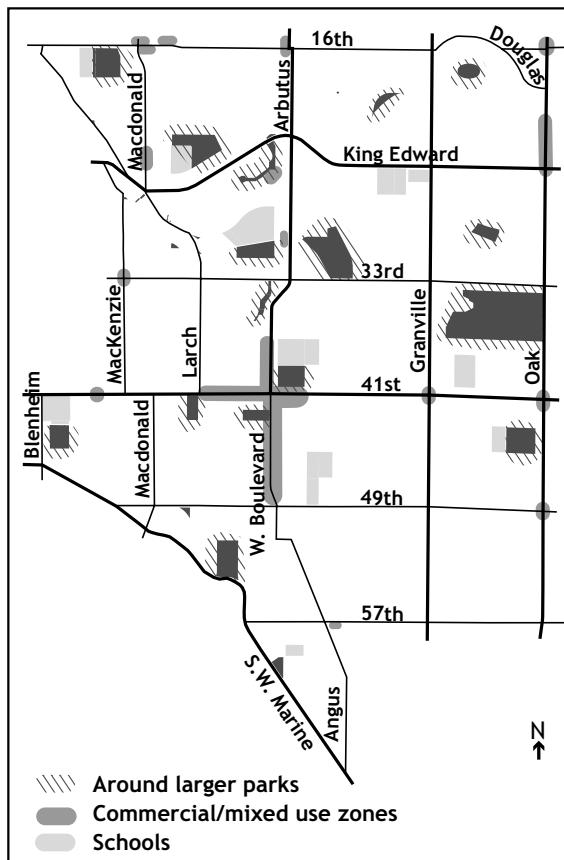 16th
Douglas
Macdonald
Arbutus
King Edward
33rd
MacKenzie
Larch
Granville
Oak
41st
Blenheim
Macdonald
W. Boulevard
49th
57th
S.W. Marine
Angus
N
Around larger parks
Commercial/mixed use zones
Schools